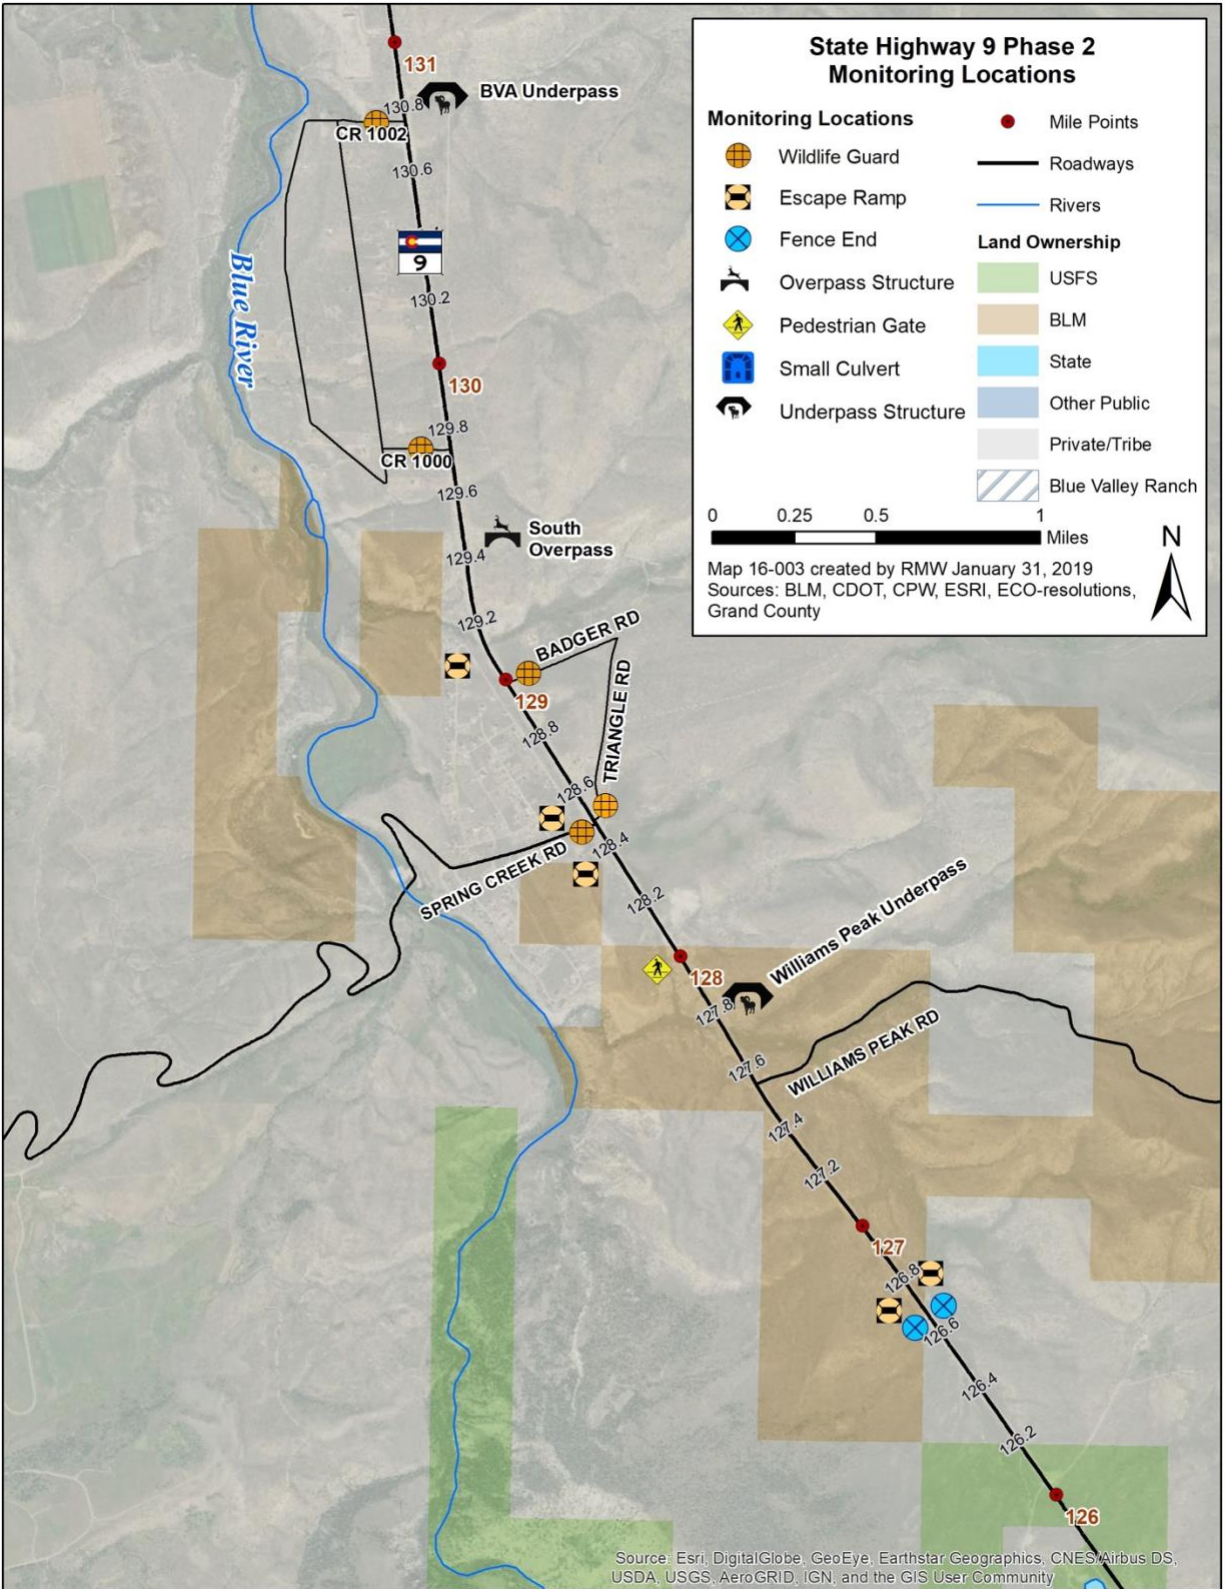 State Highway 9 Phase 2
Monitoring Locations
Monitoring Locations
Wildlife Guard
Escape Ramp
Fence End
Overpass Structure
Pedestrian Gate
Small Culvert
Underpass Structure
Mile Points
Roadways
Rivers
Land Ownership
USFS
BLM
State
Other Public
Private/Tribe
Blue Valley Ranch
0 0.25 0.5 1
Miles
N
Map 16-003 created by RMW January 31, 2019
Sources: BLM, CDOT, CPW, ESRI, ECO-resolutions,
Grand County
131
BVA Underpass
130.8
CR 1002
130.6
9
Blue River
130.2
130
129.8
CR 1000
129.6
South
Overpass
129.4
129.2
BADGER RD
129
TRIANGLE RD
128.8
128.6
128.4
SPRING CREEK RD
128.2
Williams Peak Underpass
128
127.8
WILLIAMS PEAK RD
127.6
127.4
127.2
127
126.8
126.6
126.4
126.2
126
Source: Esri, DigitalGlobe, GeoEye, Earthstar Geographics, CNES/Airbus DS,
USDA, USGS, AeroGRID, IGN, and the GIS User Community